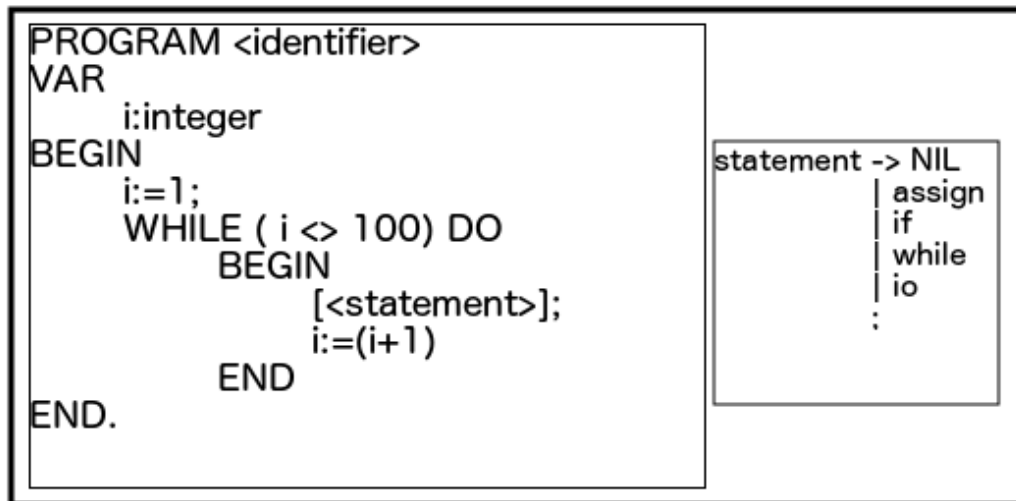 PROGRAM <identifier>
VAR
i:integer
BEGIN
i:=1;
WHILE ( i <> 100) DO
BEGIN
[<statement>];
i:=(i+1)
END
END.
statement -> NIL
| assign
| if
| while
| io
: